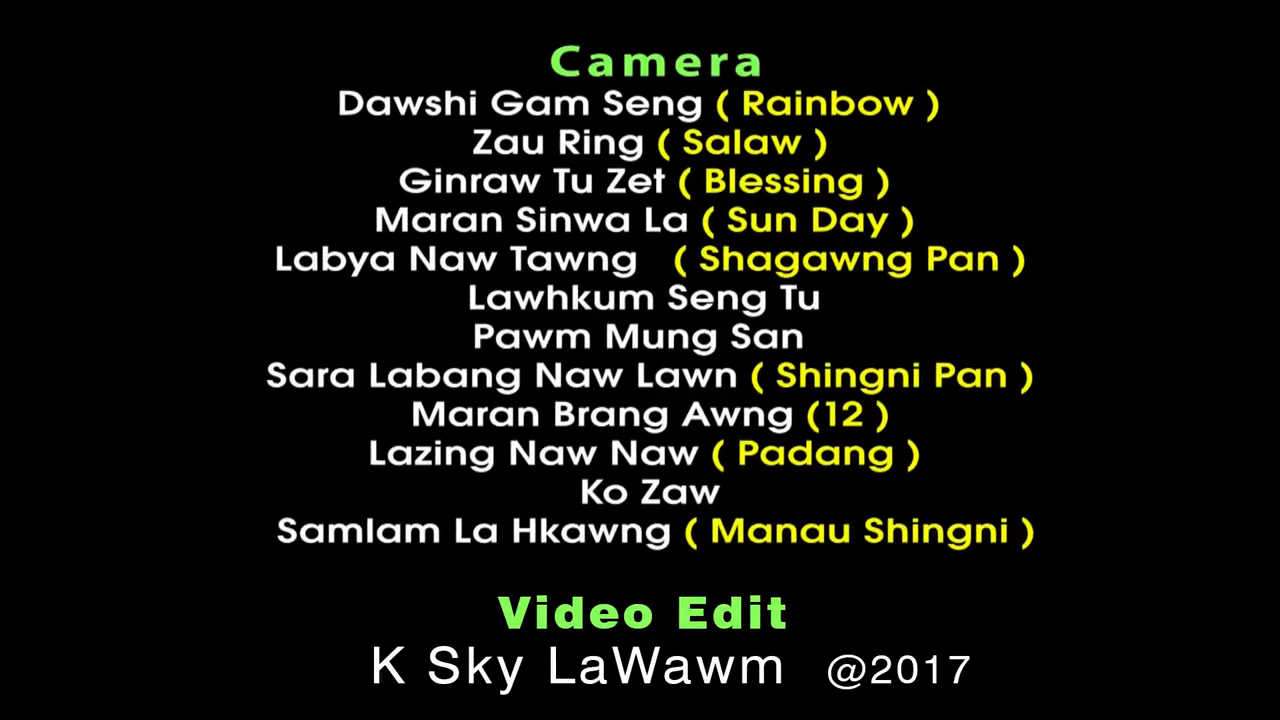 Camera
Dawshi Gam Seng ( Rainbow )
Zau Ring ( Salaw )
Ginraw Tu Zet ( Blessing )
Maran Sinwa La ( Sun Day )
Labya Naw Tawng ( Shagawng Pan )
Lawhkum Seng Tu
Pawm Mung San
Sara Labang Naw Lawn ( Shingni Pan )
Maran Brang Awng (12 )
Lazing Naw Naw ( Padang )
Ko Zaw
Samlam La Hkawng ( Manau Shingni )
Video Edit
K Sky LaWawm @2017